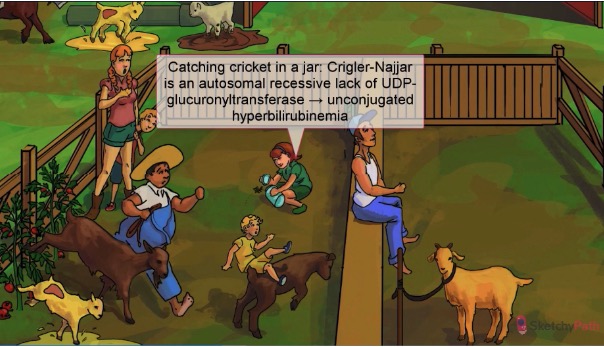 Catching cricket in a jar: Crigler-Najjar
is an autosomal recessive lack of UDP-
glucuronyltransferase → unconjugated
hyperbilirubinemia
SketchyPath